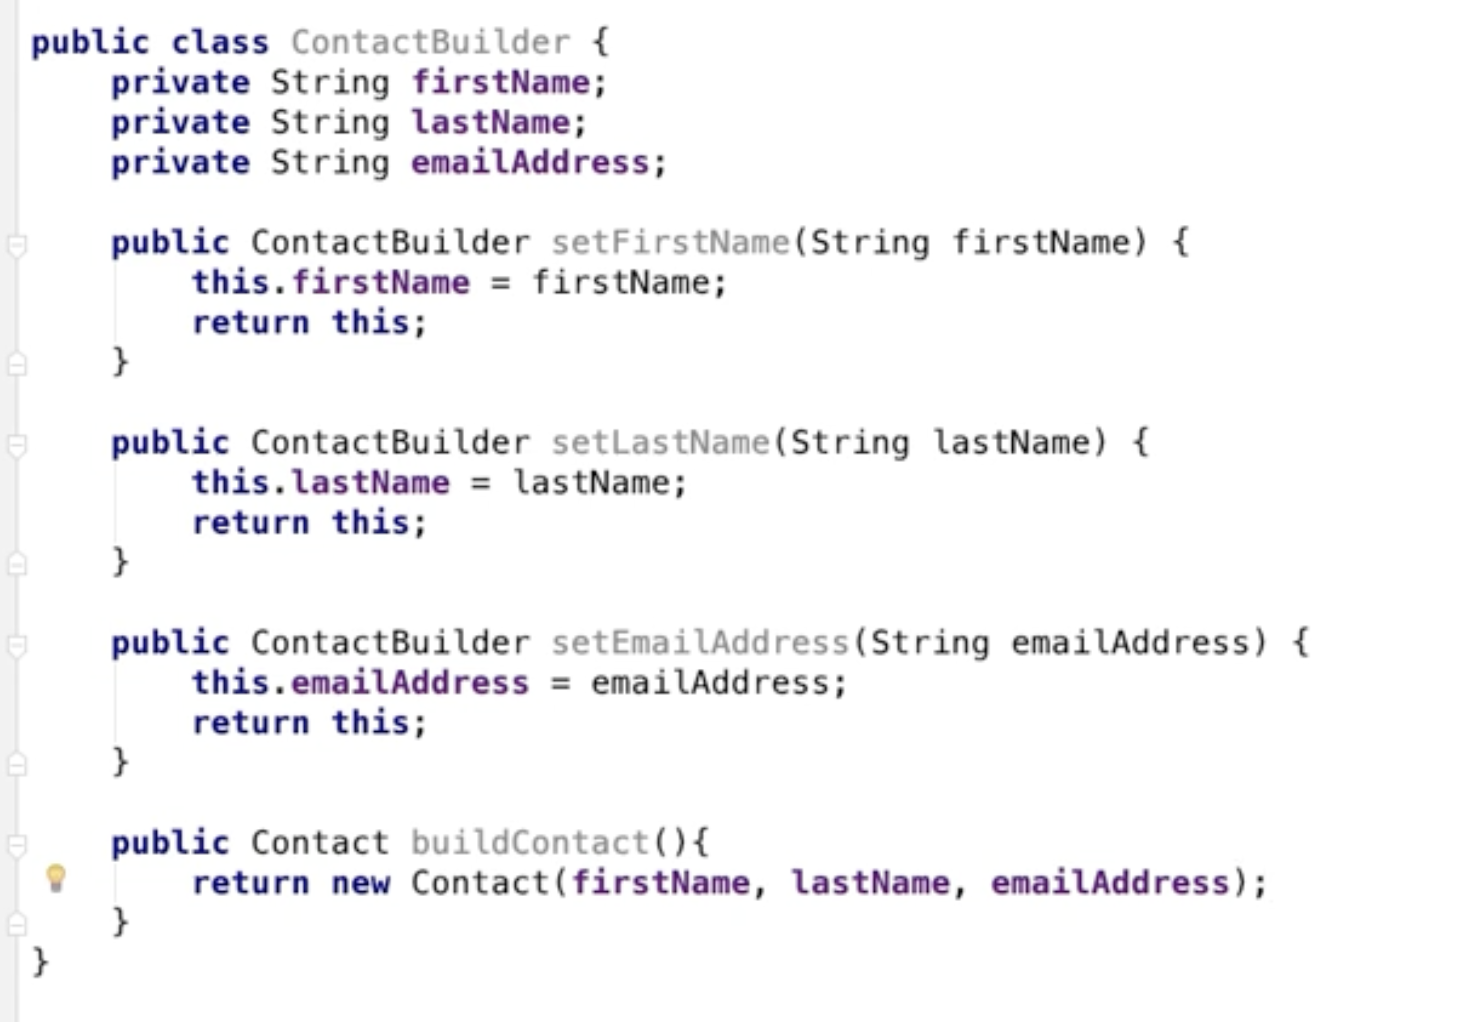 public class ContactBuilder {
    private String firstName;
    private String lastName;
    private String emailAddress;

    public ContactBuilder setFirstName(String firstName) {
        this.firstName = firstName;
        return this;
    }

    public ContactBuilder setLastName(String lastName) {
        this.lastName = lastName;
        return this;
    }

    public ContactBuilder setEmailAddress(String emailAddress) {
        this.emailAddress = emailAddress;
        return this;
    }

    public Contact buildContact(){
        return new Contact(firstName, lastName, emailAddress);
    }
}